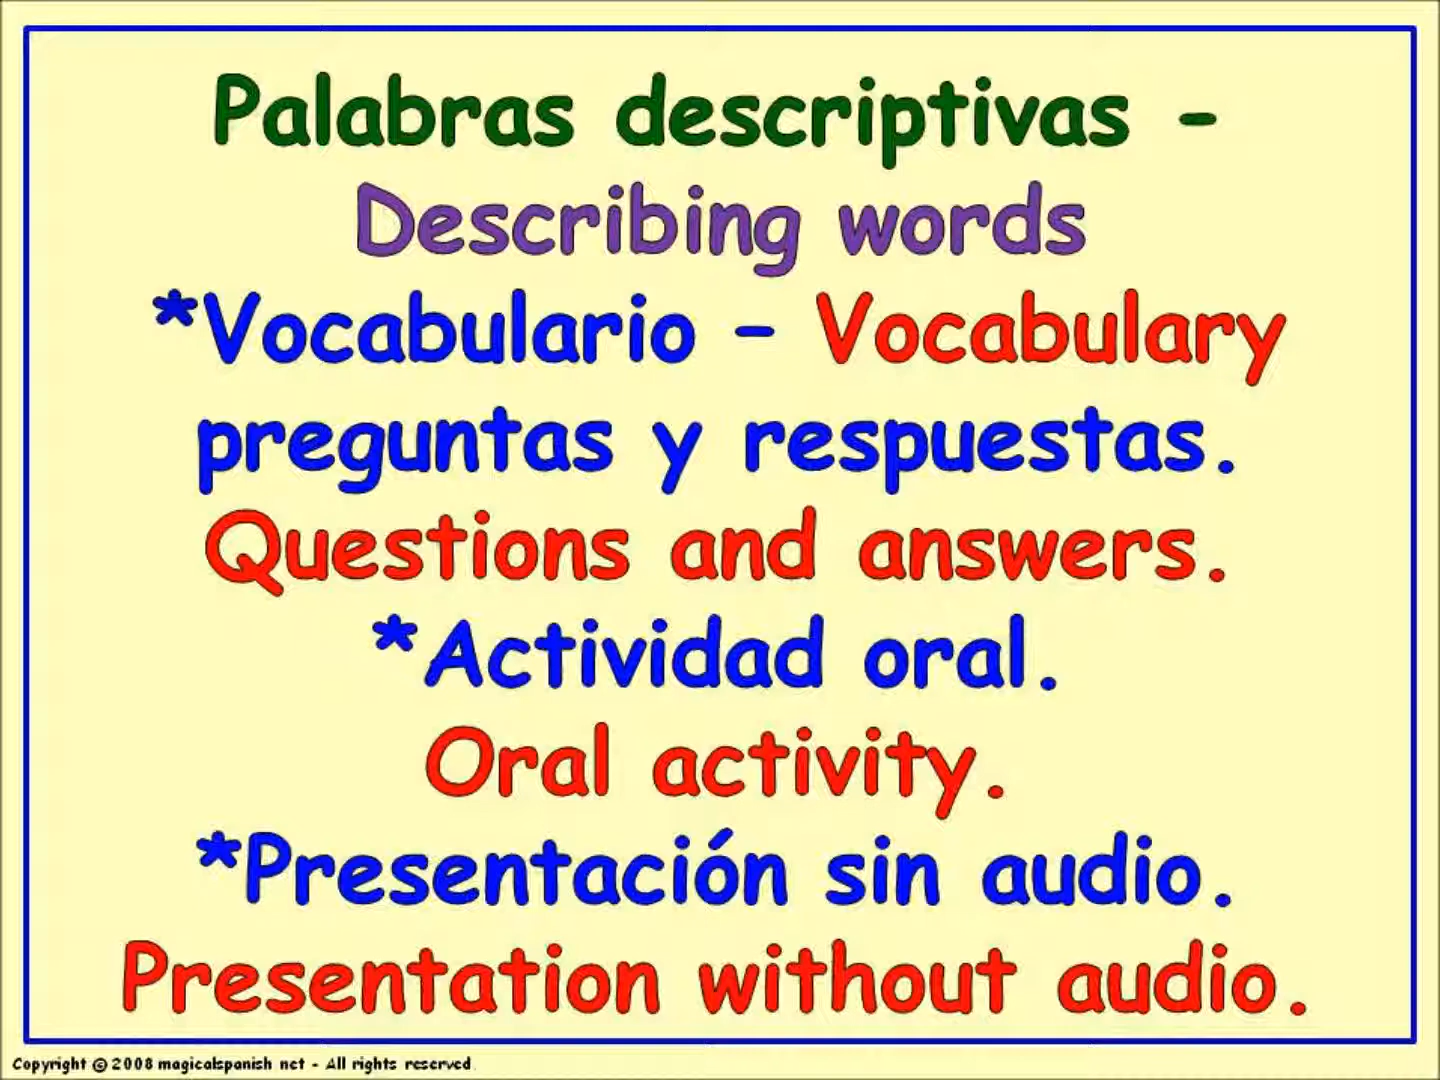 Palabras descriptivas -
Describing words
*Vocabulario – Vocabulary
preguntas y respuestas.
Questions and answers.
*Actividad oral.
Oral activity.
*Presentación sin audio.
Presentation without audio.
Copyright © 2008 magicalspanish net - All rights reserved